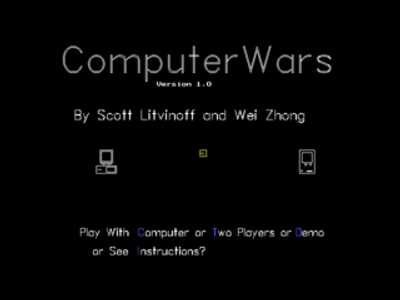 ComputerWars
Version 1.0
By Scott Litvinoff and Wei Zhong
Play With Computer or Two Players or Demo
or See Instructions?